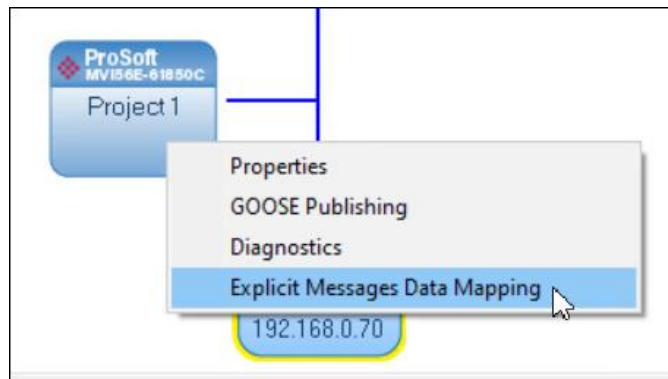 ProSoft
MVI56E-61850C
Project 1
Properties
GOOSE Publishing
Diagnostics
Explicit Messages Data Mapping
192.168.0.70